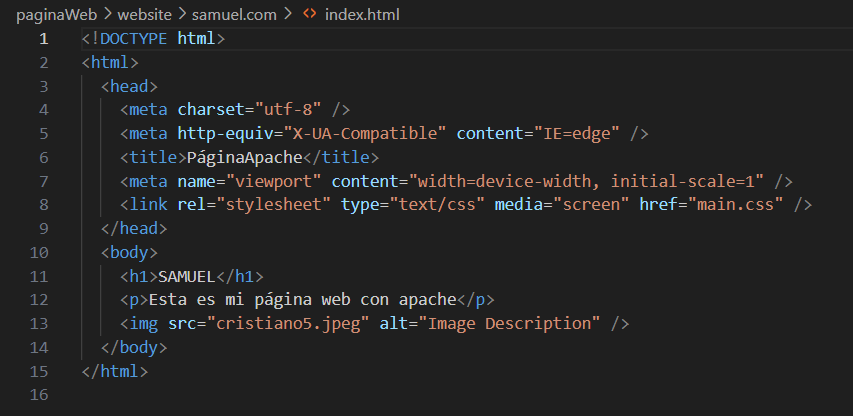 paginaWeb > website > samuel.com > <> index.html
1 <!DOCTYPE html>
2 <html>
3 <head>
4 <meta charset="utf-8" />
5 <meta http-equiv="X-UA-Compatible" content="IE=edge" />
6 <title>PáginaApache</title>
7 <meta name="viewport" content="width=device-width, initial-scale=1" />
8 <link rel="stylesheet" type="text/css" media="screen" href="main.css" />
9 </head>
10 <body>
11 <h1>SAMUEL</h1>
12 <p>Esta es mi página web con apache</p>
13 <img src="cristiano5.jpeg" alt="Image Description" />
14 </body>
15 </html>
16